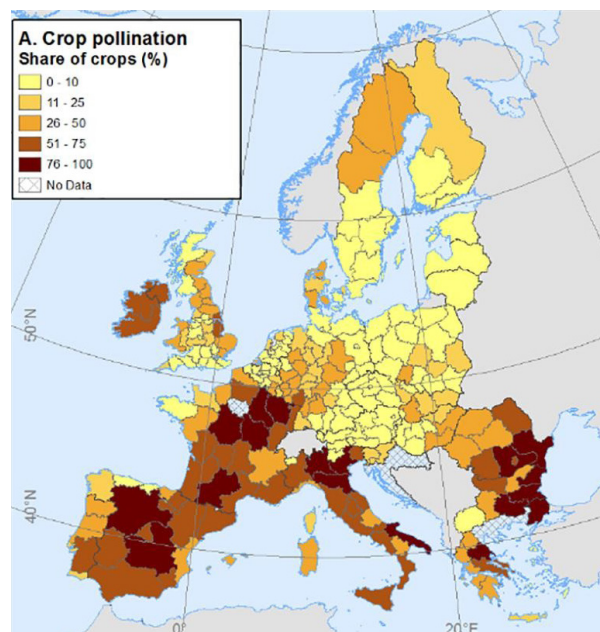 A. Crop pollination
Share of crops (%)
0 - 10
11 - 25
26 - 50
51 - 75
76 - 100
No Data
50°N
40°N
0°
20°E